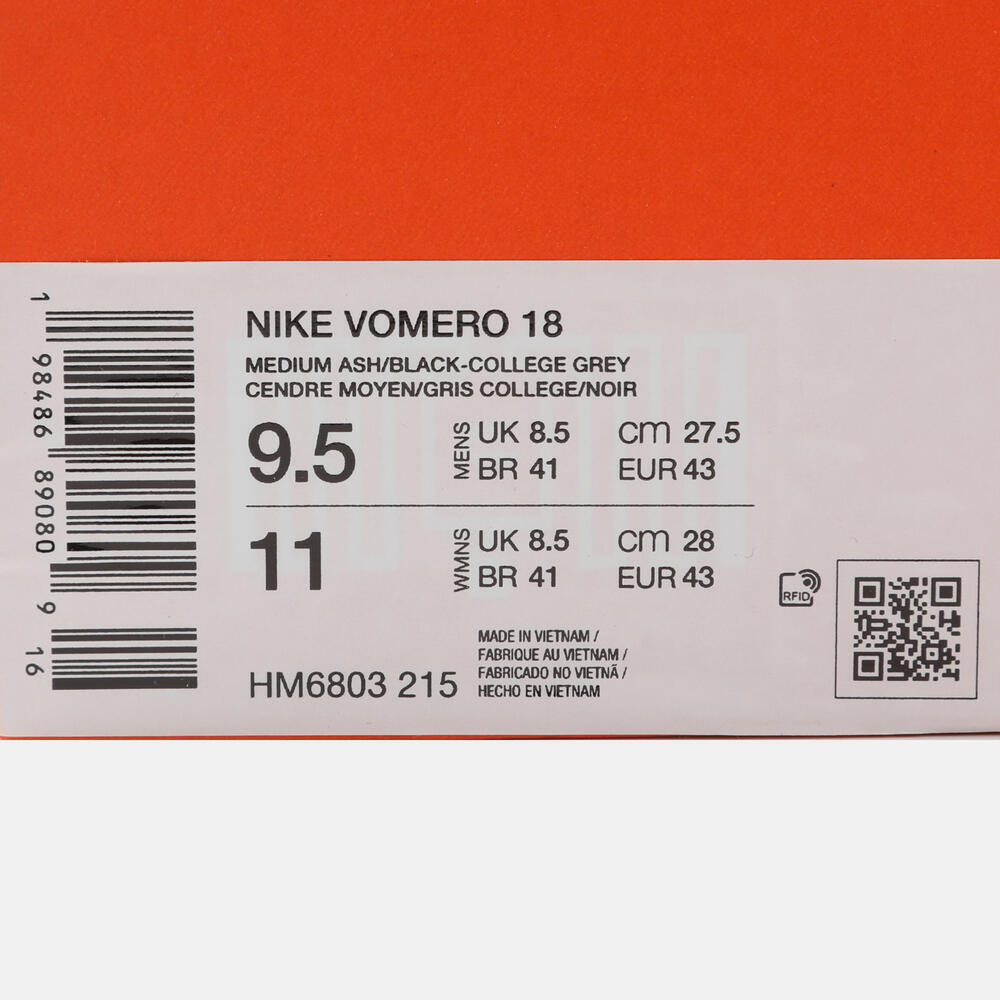 NIKE VOMERO 18
MEDIUM ASH/BLACK-COLLEGE GREY
CENDRE MOYEN/GRIS COLLEGE/NOIR
9.5 MENS UK 8.5 CM 27.5
BR 41 EUR 43
11 WMNS UK 8.5 CM 28
BR 41 EUR 43
HM6803 215
MADE IN VIETNAM /
FABRIQUE AU VIETNAM /
FABRICADO NO VIETNÃ /
HECHO EN VIETNAM
RFID
1 98486 89080 9 16